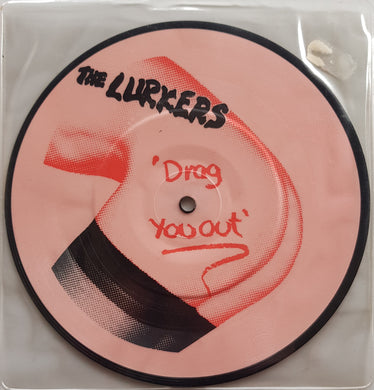 THE LURKERS
'Drag
You out'